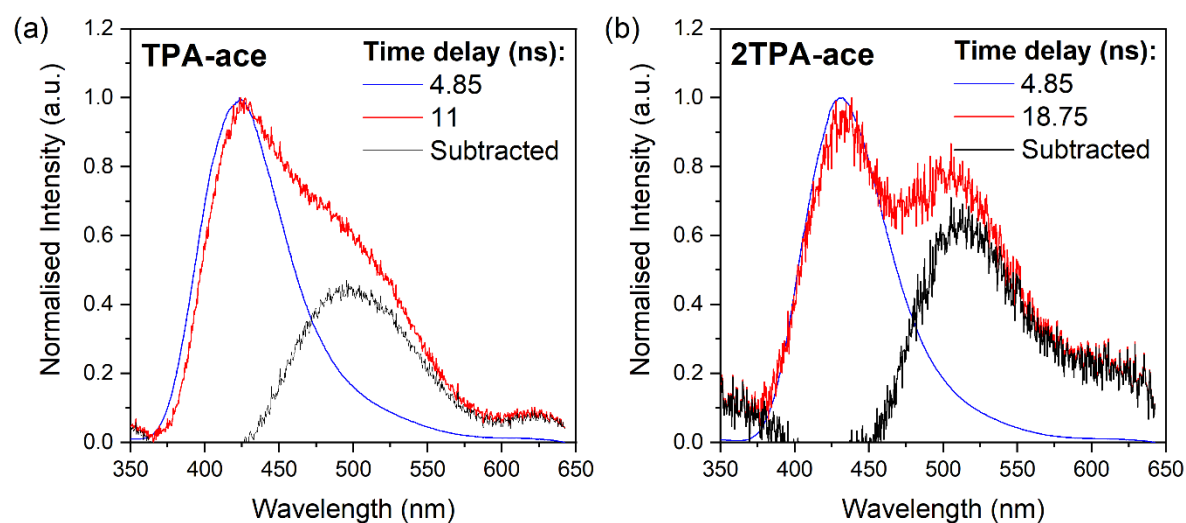 (a)
TPA-ace
Time delay (ns):
4.85
11
Subtracted
Normalised Intensity (a.u.)
1.2
1.0
0.8
0.6
0.4
0.2
0.0
350 400 450 500 550 600 650
Wavelength (nm)
(b)
2TPA-ace
Time delay (ns):
4.85
18.75
Subtracted
Normalised Intensity (a.u.)
1.2
1.0
0.8
0.6
0.4
0.2
0.0
350 400 450 500 550 600 650
Wavelength (nm)